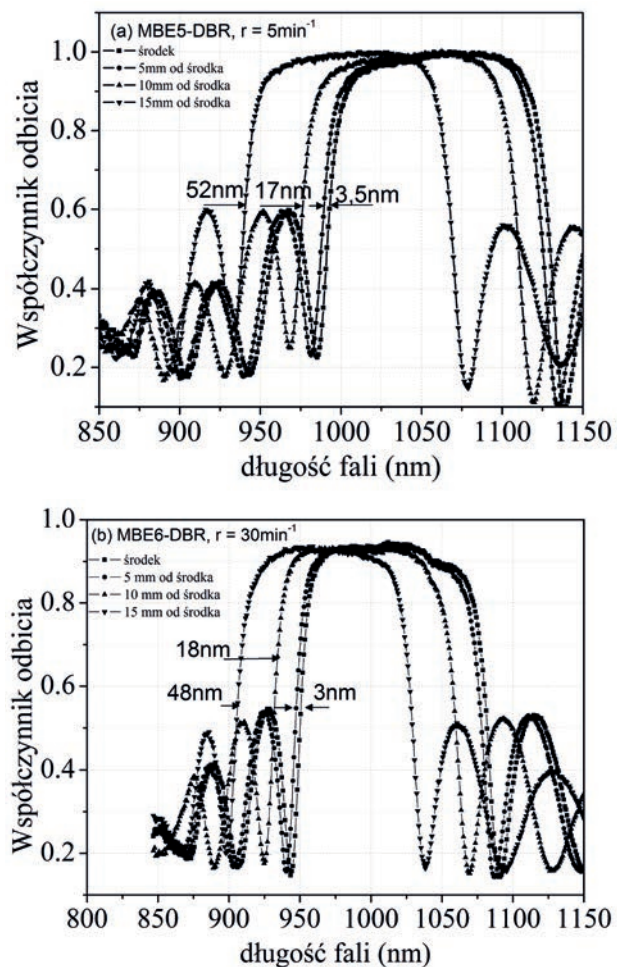 (a) MBE5-DBR, r = 5min⁻¹
środek
5mm od środka
10mm od środka
15mm od środka
1.0
0.8
0.6
0.4
0.2
52nm
17nm
3,5nm
Współczynnik odbicia
850 900 950 1000 1050 1100 1150
długość fali (nm)
(b) MBE6-DBR, r = 30min⁻¹
środek
5 mm od środka
10 mm od środka
15 mm od środka
1.0
0.8
0.6
0.4
0.2
18nm
48nm
3nm
Współczynnik odbicia
800 850 900 950 1000 1050 1100 1150
długość fali (nm)